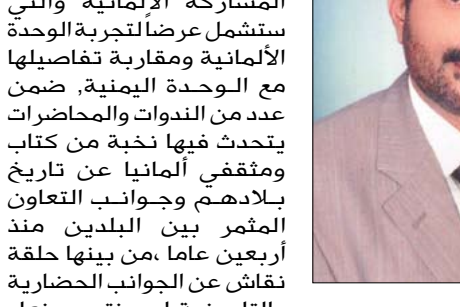 المشاركة الألمانية والتي
ستشمل عرضاً لتجربة الوحدة
الألمانية ومقاربة تفاصيلها
مع الوحدة اليمنية, ضمن
عدد من الندوات والمحاضرات
يتحدث فيها نخبة من كتاب
ومثقفي ألمانيا عن تاريخ
بلادهم وجوانب التعاون
المثمر بين البلدين منذ
أربعين عاما ،من بينها حلقة
نقاش عن الجوانب الحضارية